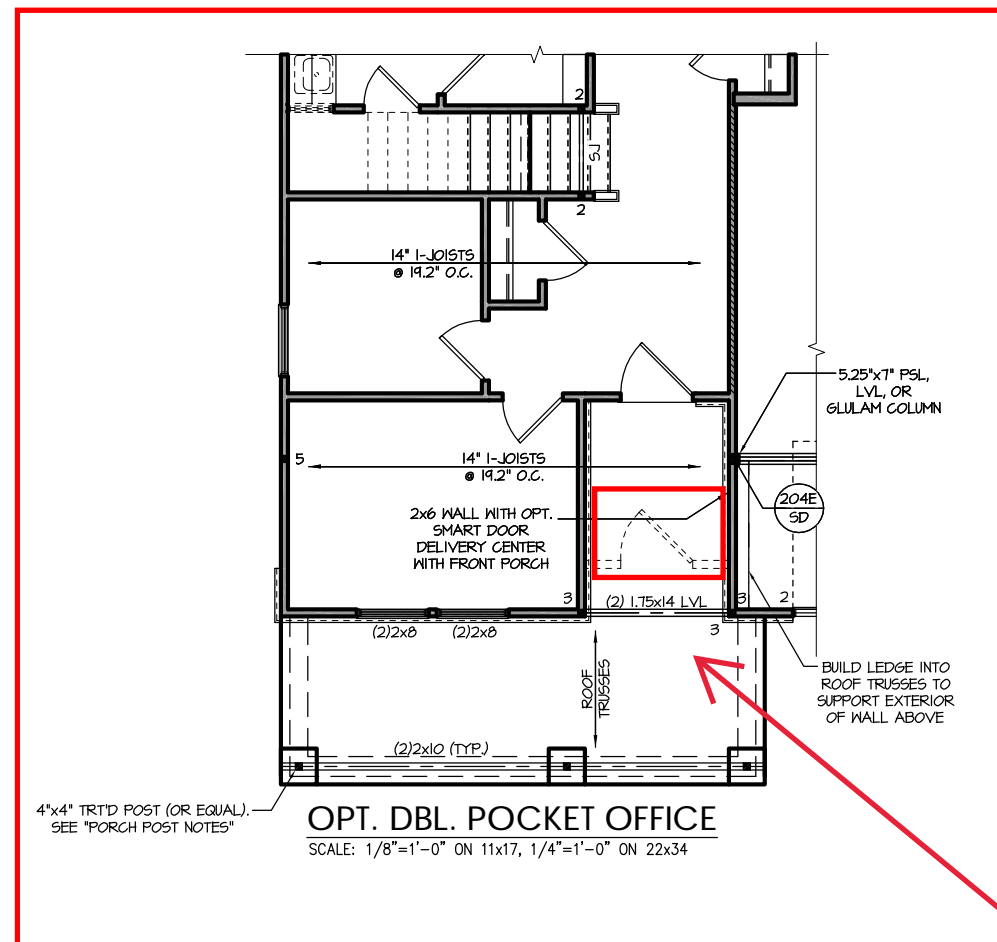 2
SJ
2
14" I-JOISTS
@ 19.2" O.C.
5.25"x7" PSL,
LVL, OR
GLULAM COLUMN
5
14" I-JOISTS
@ 19.2" O.C.
204E
SD
2x6 WALL WITH OPT.
SMART DOOR
DELIVERY CENTER
WITH FRONT PORCH
3
(2) 1.75x14 LVL
3
2
(2)2x8
(2)2x8
3
ROOF
TRUSSES
BUILD LEDGE INTO
ROOF TRUSSES TO
SUPPORT EXTERIOR
OF WALL ABOVE
(2)2x10 (TYP.)
4"x4" TRT'D POST (OR EQUAL).
SEE "PORCH POST NOTES"
OPT. DBL. POCKET OFFICE
SCALE: 1/8"=1'-0" ON 11x17, 1/4"=1'-0" ON 22x34